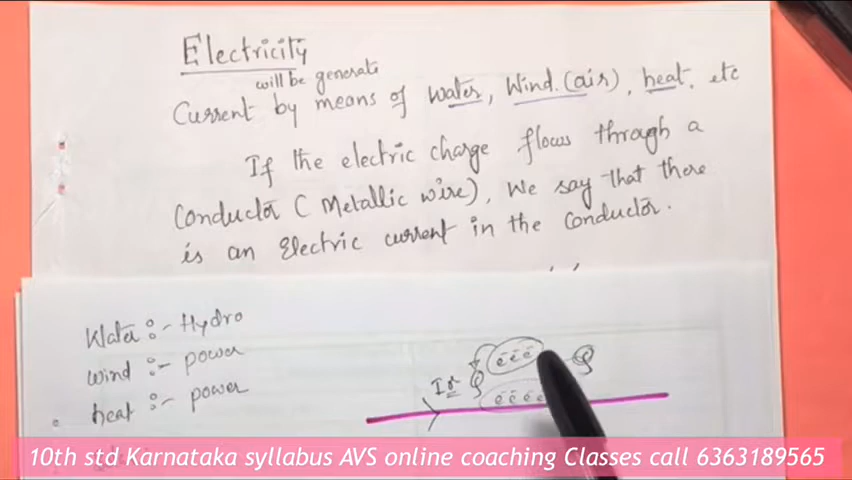 Electricity
will be generate
Current by means of water, Wind.(air), heat. etc
If the electric charge flows through a
Conductor ( Metallic wire), We say that there
is an Electric current in the Conductor.
Water :- Hydro
wind :- power
heat :- power
e⁻ e⁻ e⁻
I
e⁻ e⁻ e⁻ e
10th std Karnataka syllabus AVS online coaching Classes call 6363189565